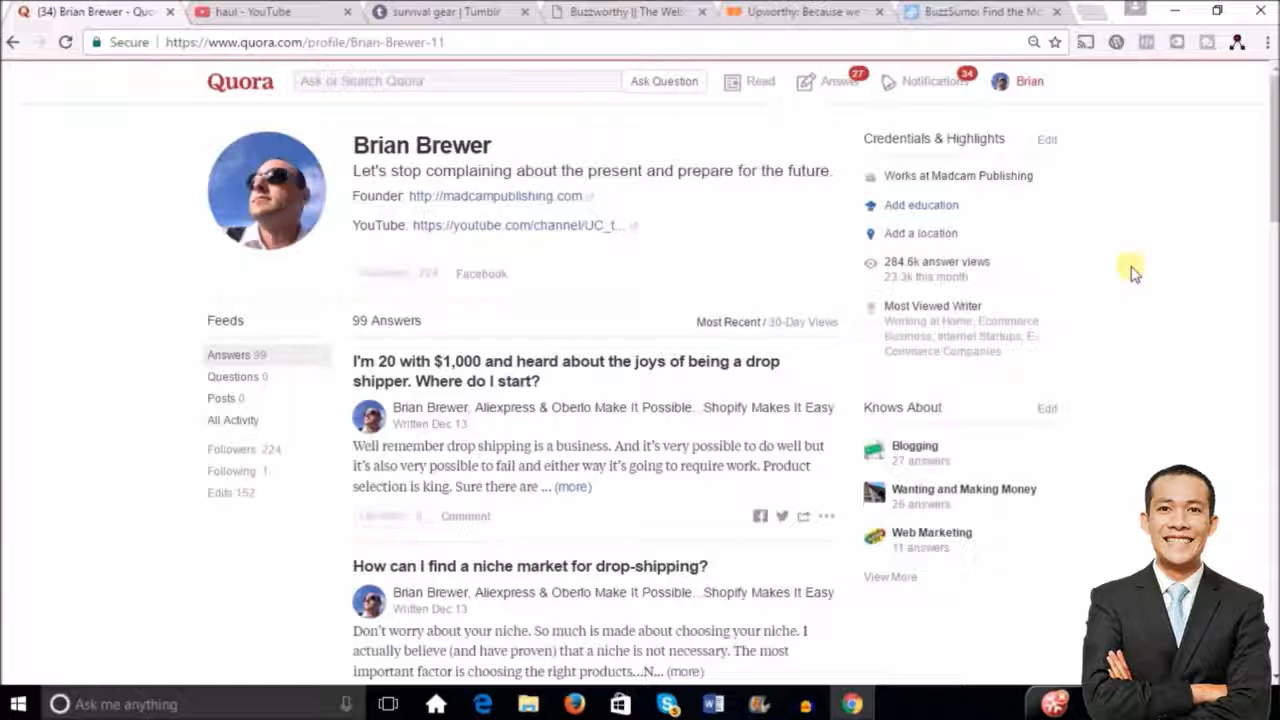 (34) Brian Brewer - Quo
haul - YouTube
survival gear | Tumblr
Buzzworthy || The Web
Upworthy: Because we
BuzzSumo: Find the Mo
Secure
https://www.quora.com/profile/Brian-Brewer-11
Quora
Ask or Search Quora
Ask Question
Read
Answer
27
Notifications
34
Brian
Brian Brewer
Let's stop complaining about the present and prepare for the future.
Founder: http://madcampublishing.com
YouTube: https://youtube.com/channel/UC_t...
224
Facebook
Credentials & Highlights
Edit
Works at Madcam Publishing
Add education
Add a location
284.6k answer views
23.3k this month
Most Viewed Writer
Working at Home, Ecommerce
Business, Internet Startups, E-
Commerce Companies
Feeds
Answers 99
Questions 0
Posts 0
All Activity
Followers 224
Following 1
Edits 152
99 Answers
Most Recent / 30-Day Views
I'm 20 with $1,000 and heard about the joys of being a drop
shipper. Where do I start?
Brian Brewer, Aliexpress & Oberlo Make It Possible...Shopify Makes It Easy
Written Dec 13
Well remember drop shipping is a business. And it's very possible to do well but
it's also very possible to fail and either way it's going to require work. Product
selection is king. Sure there are ... (more)
Comment
How can I find a niche market for drop-shipping?
Brian Brewer, Aliexpress & Oberlo Make It Possible...Shopify Makes It Easy
Written Dec 13
Don't worry about your niche. So much is made about choosing your niche. I
actually believe (and have proven) that a niche is not necessary. The most
important factor is choosing the right products...N... (more)
Knows About
Edit
Blogging
27 answers
Wanting and Making Money
26 answers
Web Marketing
11 answers
View More
Ask me anything